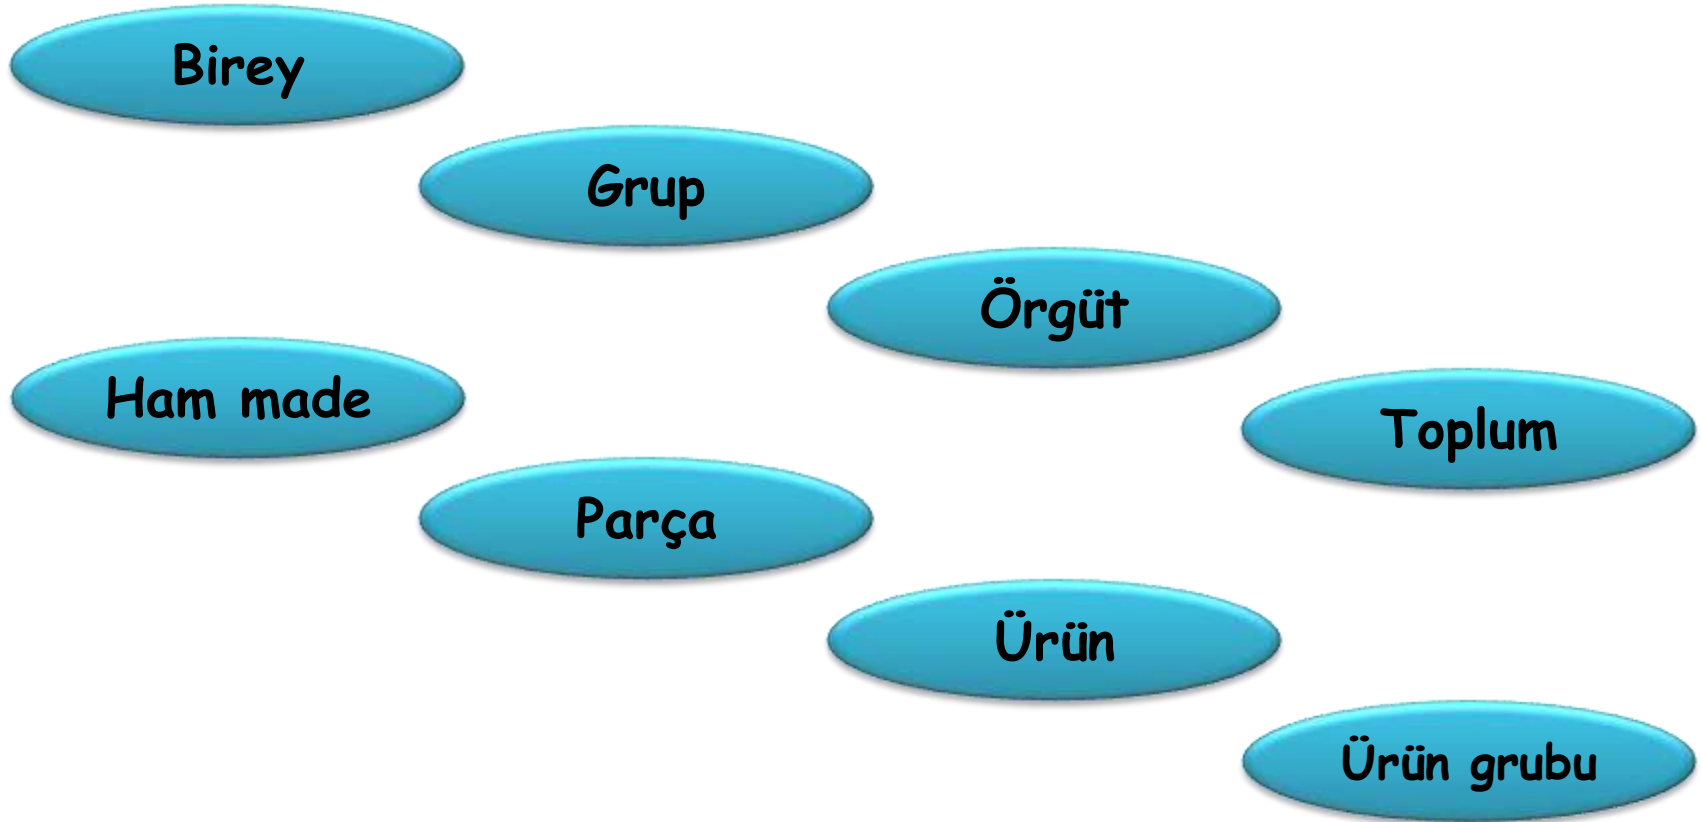 Birey
Grup
Örgüt
Toplum
Ham made
Parça
Ürün
Ürün grubu